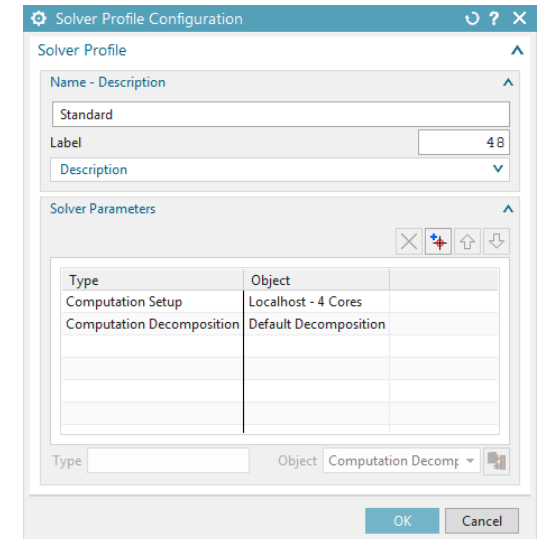 Solver Profile Configuration
Solver Profile
Name - Description
Standard
Label 48
Description
Solver Parameters
Type Object
Computation Setup Localhost - 4 Cores
Computation Decomposition Default Decomposition
Type Object Computation Decomp
OK Cancel